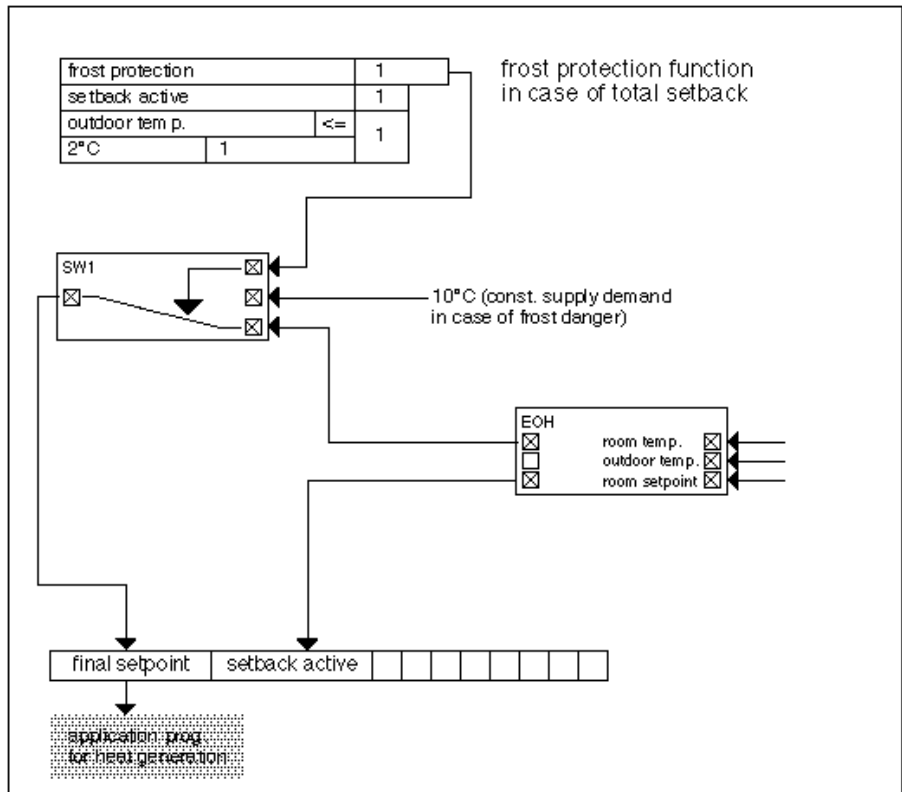 frost protection 1
setback active 1
outdoor temp. <= 1
2°C 1
frost protection function
in case of total setback
SW1
10°C (const. supply demand
in case of frost danger)
EOH
room temp.
outdoor temp.
room setpoint
final setpoint setback active
application prog.
for heat generation